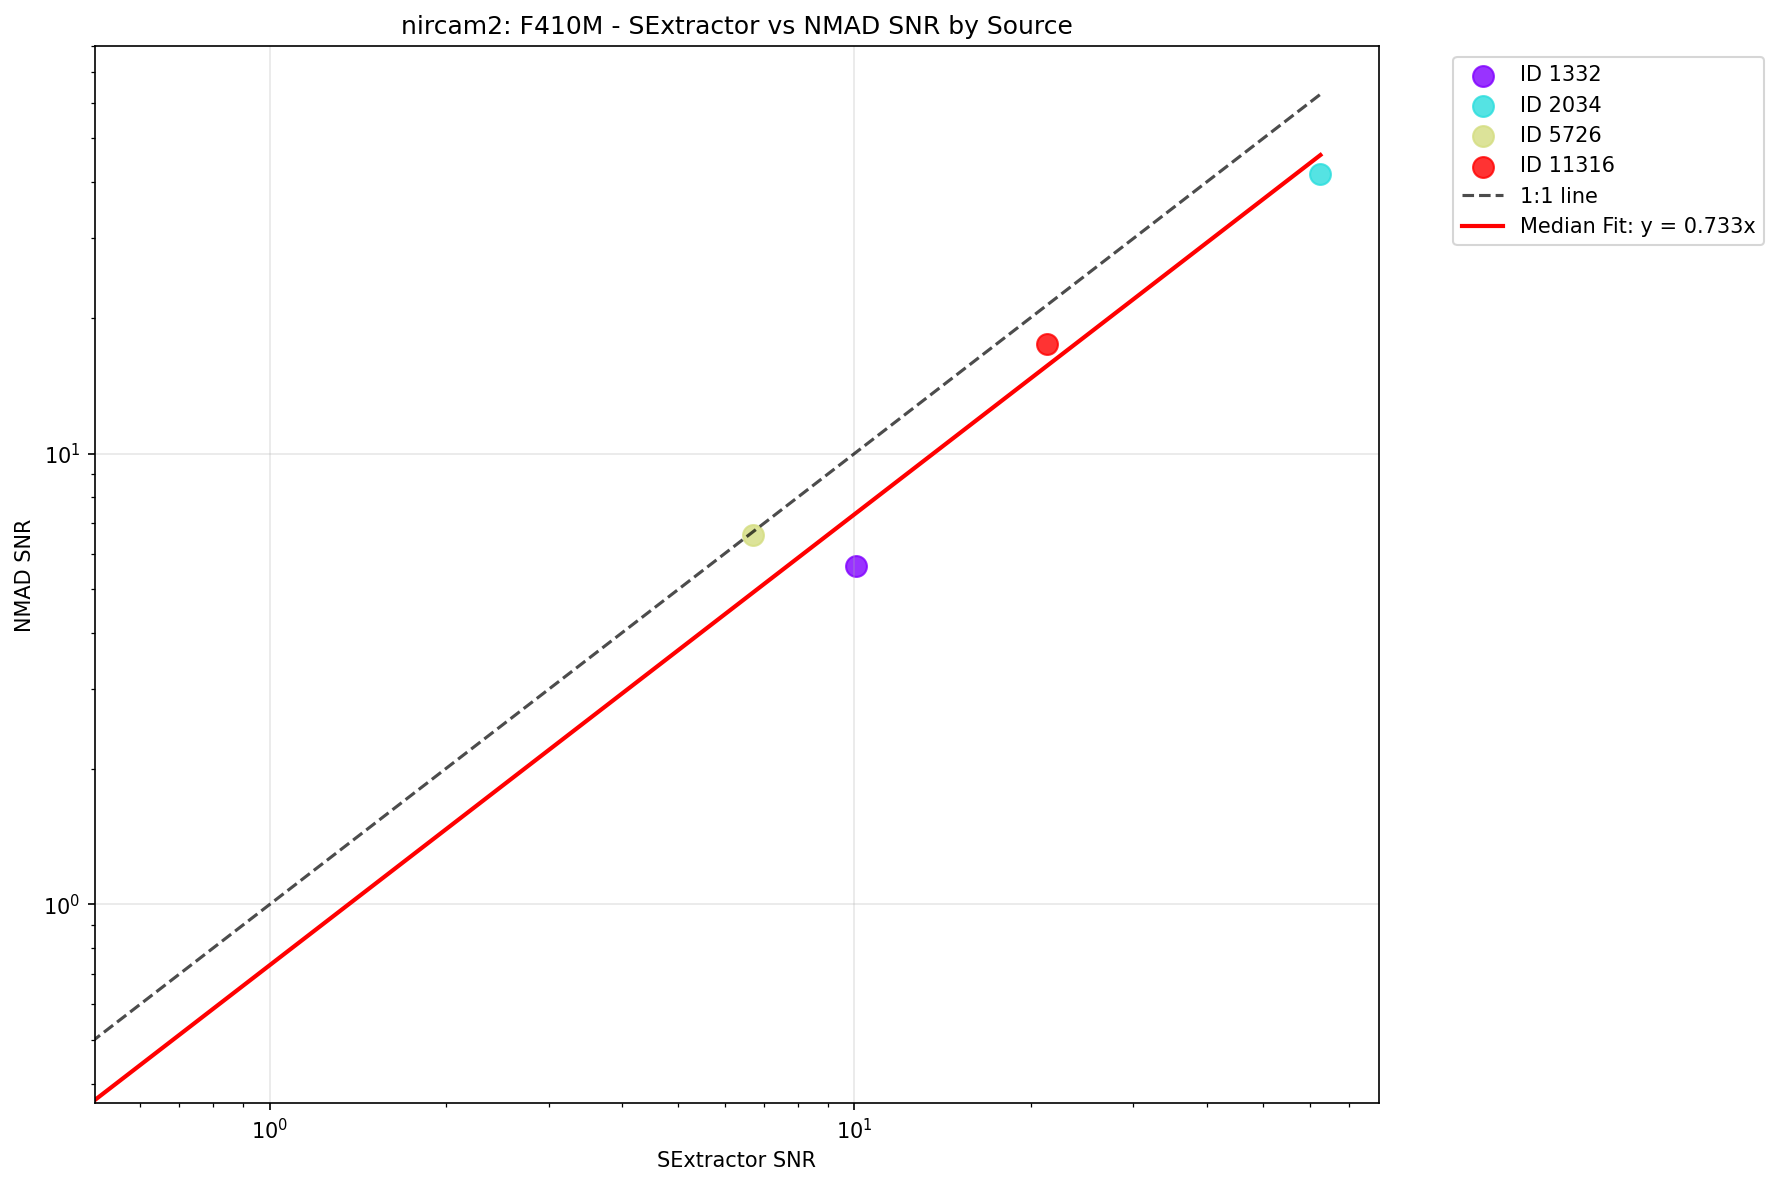 nircam2: F410M - SExtractor vs NMAD SNR by Source
ID 1332
ID 2034
ID 5726
ID 11316
1:1 line
Median Fit: y = 0.733x
NMAD SNR
10¹
10⁰
10⁰
10¹
SExtractor SNR